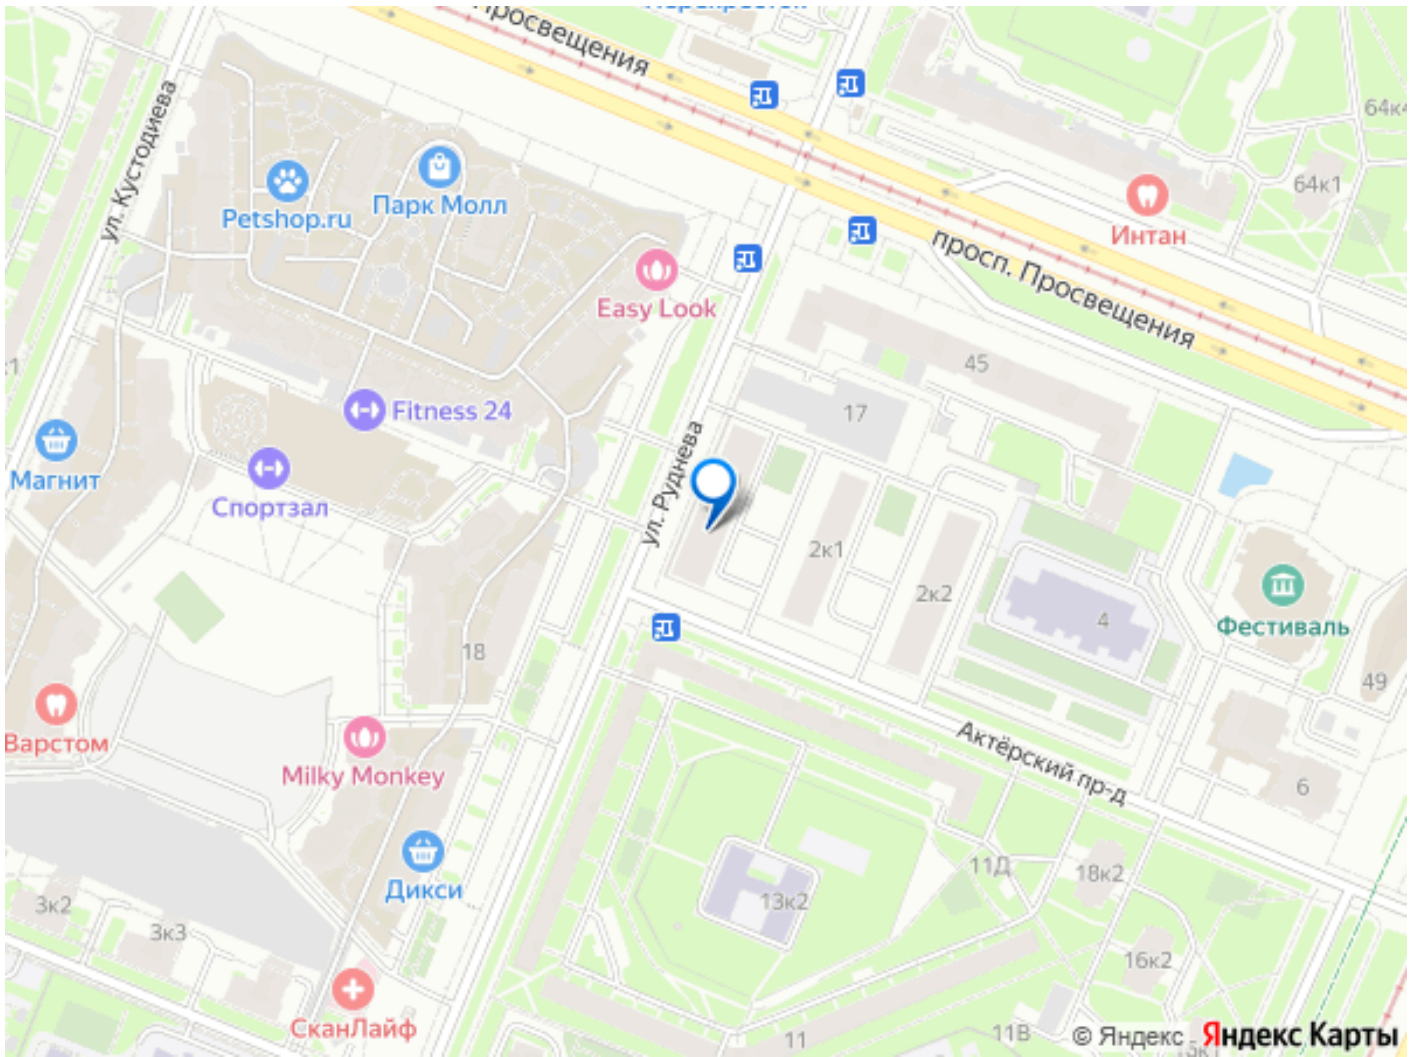 Перекресток
Просвещения
ул. Кустодиева
64к1
Парк Молл
Petshop.ru
Интан
просп. Просвещения
Easy Look
45
Fitness 24
17
Магнит
ул. Руднева
Спортзал
2к1
2к2
4
Фестиваль
18
49
Варстом
Актёрский пр-д
Milky Monkey
6
11Д
18к2
Дикси
13к2
3к2
3к3
16к2
СканЛайф
11
11В
© Яндекс
Яндекс Карты